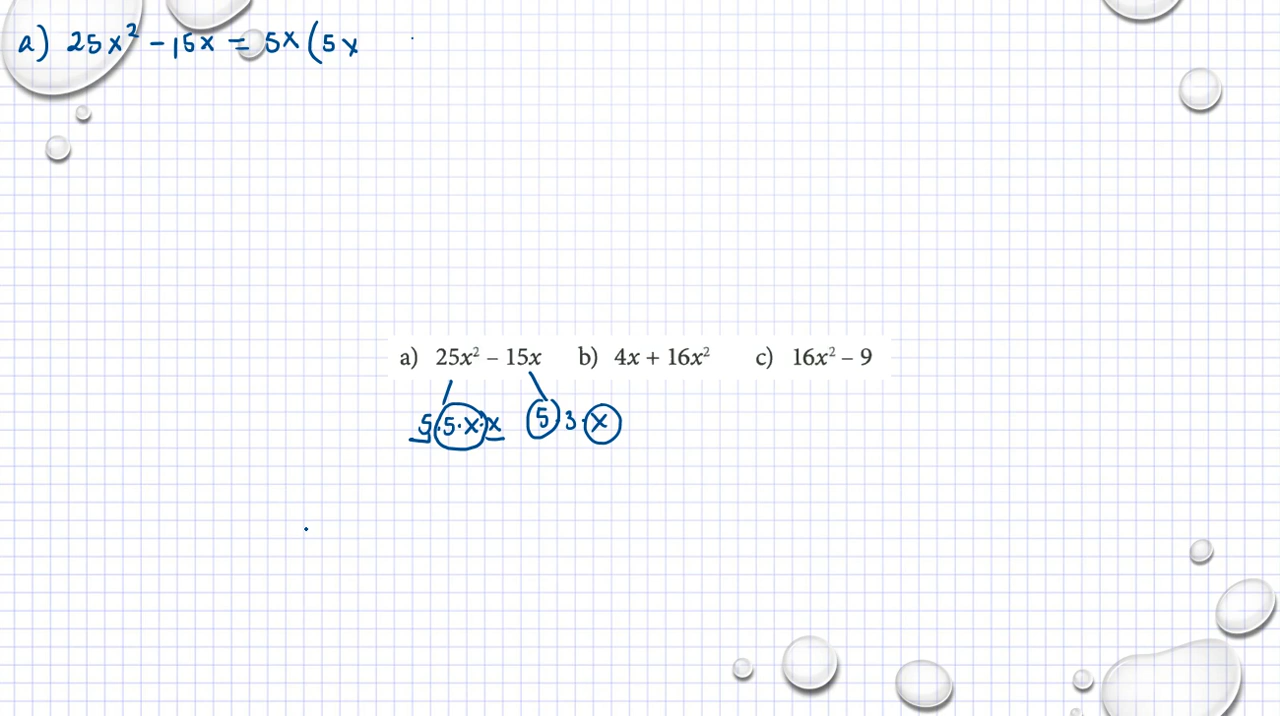 a) 25x² - 15x = 5x(5x
a) 25x² – 15x b) 4x + 16x² c) 16x² – 9
5·5·x·x 5·3·x